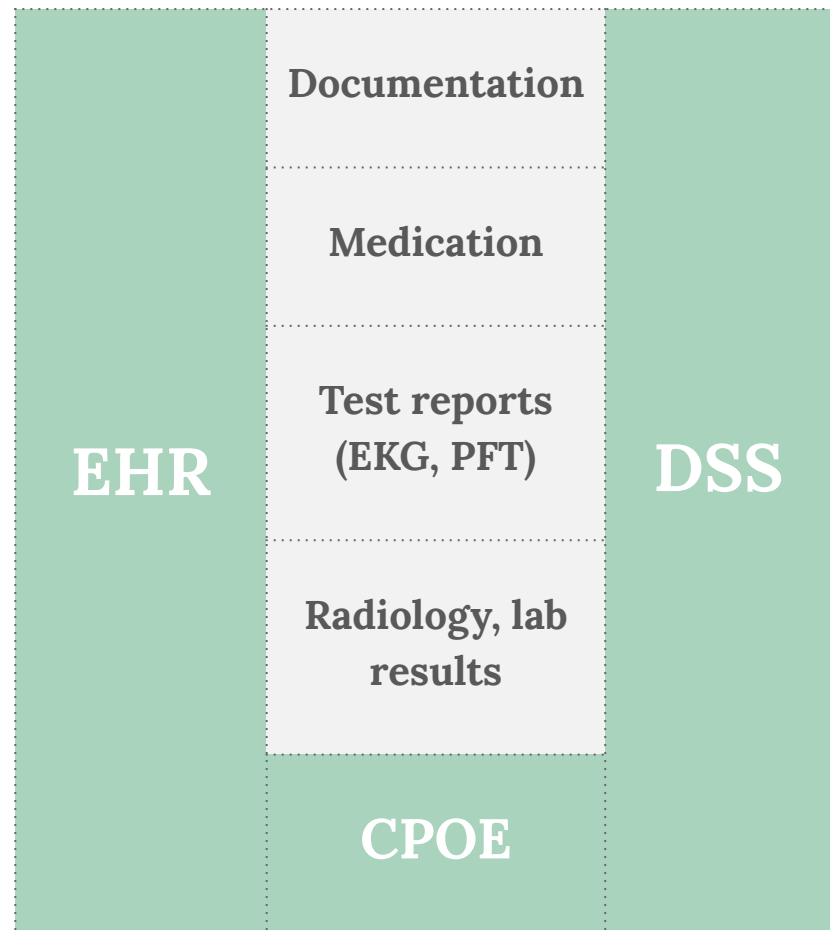 EHR
Documentation
Medication
Test reports
(EKG, PFT)
Radiology, lab
results
CPOE
DSS